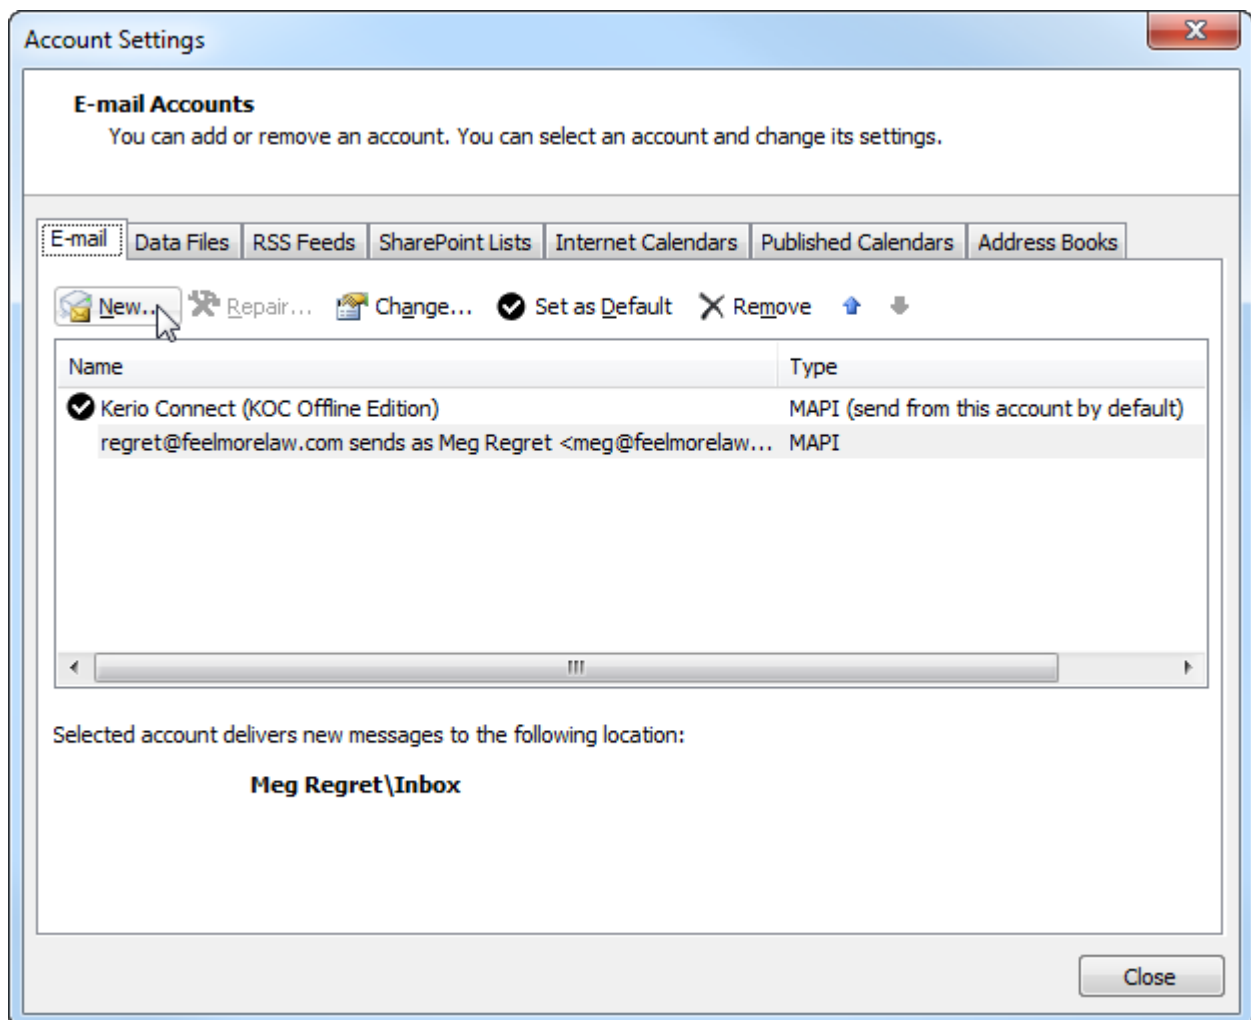 Account Settings
E-mail Accounts
You can add or remove an account. You can select an account and change its settings.
E-mail Data Files RSS Feeds SharePoint Lists Internet Calendars Published Calendars Address Books
New... Repair... Change... Set as Default Remove
Name Type
Kerio Connect (KOC Offline Edition) MAPI (send from this account by default)
regret@feelmorelaw.com sends as Meg Regret <meg@feelmorelaw... MAPI
Selected account delivers new messages to the following location:
Meg Regret\Inbox
Close